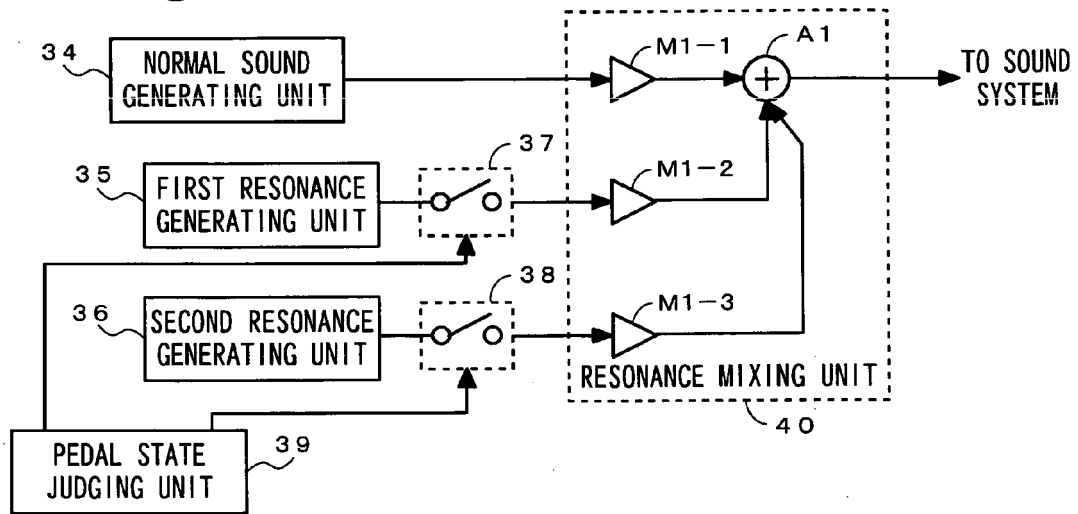 34
NORMAL SOUND
GENERATING UNIT
M1-1
A1
TO SOUND
SYSTEM
35
FIRST RESONANCE
GENERATING UNIT
37
M1-2
36
SECOND RESONANCE
GENERATING UNIT
38
M1-3
RESONANCE MIXING UNIT
40
PEDAL STATE
JUDGING UNIT
39